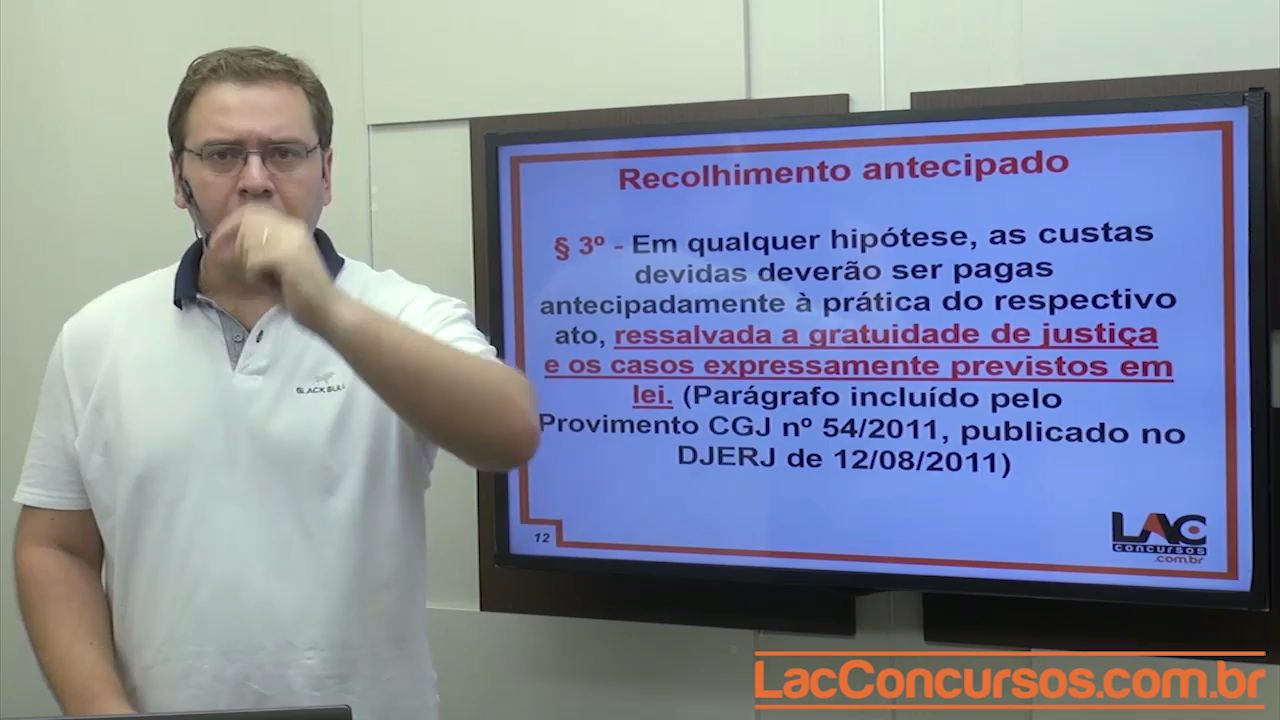 Recolhimento antecipado
§ 3º - Em qualquer hipótese, as custas
devidas deverão ser pagas
antecipadamente à prática do respectivo
ato, ressalvada a gratuidade de justiça
e os casos expressamente previstos em
lei. (Parágrafo incluído pelo
Provimento CGJ nº 54/2011, publicado no
DJERJ de 12/08/2011)
12
LAC
concursos
.com.br
BLACK BULL
LacConcursos.com.br